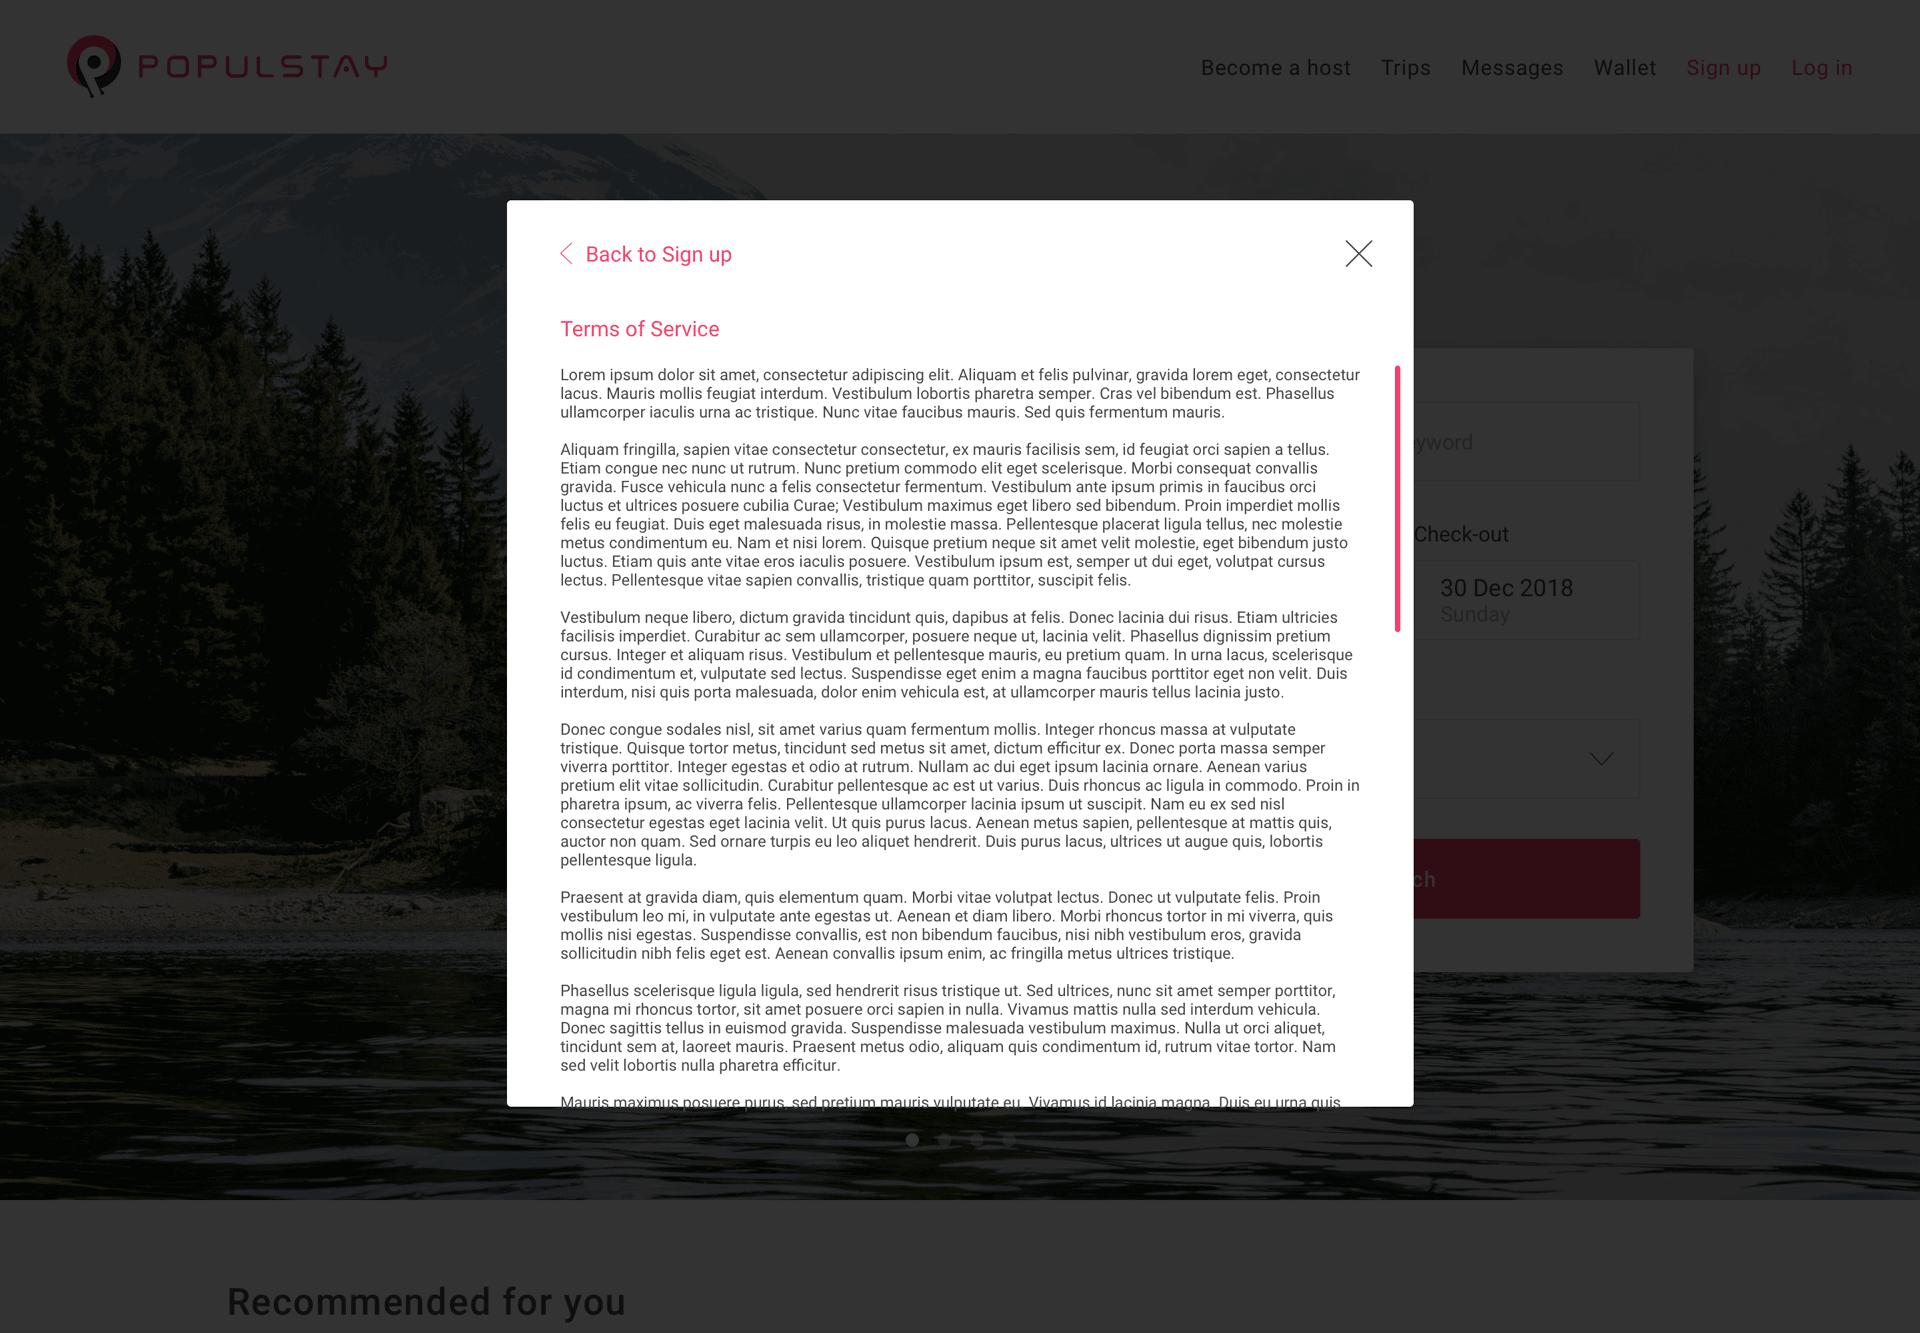 POPULSTAY
Become a host Trips Messages Wallet Sign up Log in
Back to Sign up
Terms of Service
Lorem ipsum dolor sit amet, consectetur adipiscing elit. Aliquam et felis pulvinar, gravida lorem eget, consectetur
lacus. Mauris mollis feugiat interdum. Vestibulum lobortis pharetra semper. Cras vel bibendum est. Phasellus
ullamcorper iaculis urna ac tristique. Nunc vitae faucibus mauris. Sed quis fermentum mauris.
Aliquam fringilla, sapien vitae consectetur consectetur, ex mauris facilisis sem, id feugiat orci sapien a tellus.
Etiam congue nec nunc ut rutrum. Nunc pretium commodo elit eget scelerisque. Morbi consequat convallis
gravida. Fusce vehicula nunc a felis consectetur fermentum. Vestibulum ante ipsum primis in faucibus orci
luctus et ultrices posuere cubilia Curae; Vestibulum maximus eget libero sed bibendum. Proin imperdiet mollis
felis eu feugiat. Duis eget malesuada risus, in molestie massa. Pellentesque placerat ligula tellus, nec molestie
metus condimentum eu. Nam et nisi lorem. Quisque pretium neque sit amet velit molestie, eget bibendum justo
luctus. Etiam quis ante vitae eros iaculis posuere. Vestibulum ipsum est, semper ut dui eget, volutpat cursus
lectus. Pellentesque vitae sapien convallis, tristique quam porttitor, suscipit felis.
Vestibulum neque libero, dictum gravida tincidunt quis, dapibus at felis. Donec lacinia dui risus. Etiam ultricies
facilisis imperdiet. Curabitur ac sem ullamcorper, posuere neque ut, lacinia velit. Phasellus dignissim pretium
cursus. Integer et aliquam risus. Vestibulum et pellentesque mauris, eu pretium quam. In urna lacus, scelerisque
id condimentum et, vulputate sed lectus. Suspendisse eget enim a magna faucibus porttitor eget non velit. Duis
interdum, nisi quis porta malesuada, dolor enim vehicula est, at ullamcorper mauris tellus lacinia justo.
Donec congue sodales nisl, sit amet varius quam fermentum mollis. Integer rhoncus massa at vulputate
tristique. Quisque tortor metus, tincidunt sed metus sit amet, dictum efficitur ex. Donec porta massa semper
viverra porttitor. Integer egestas et odio at rutrum. Nullam ac dui eget ipsum lacinia ornare. Aenean varius
pretium elit vitae sollicitudin. Curabitur pellentesque ac est ut varius. Duis rhoncus ac ligula in commodo. Proin in
pharetra ipsum, ac viverra felis. Pellentesque ullamcorper lacinia ipsum ut suscipit. Nam eu ex sed nisl
consectetur egestas eget lacinia velit. Ut quis purus lacus. Aenean metus sapien, pellentesque at mattis quis,
auctor non quam. Sed ornare turpis eu leo aliquet hendrerit. Duis purus lacus, ultrices ut augue quis, lobortis
pellentesque ligula.
Praesent at gravida diam, quis elementum quam. Morbi vitae volutpat lectus. Donec ut vulputate felis. Proin
vestibulum leo mi, in vulputate ante egestas ut. Aenean et diam libero. Morbi rhoncus tortor in mi viverra, quis
mollis nisi egestas. Suspendisse convallis, est non bibendum faucibus, nisi nibh vestibulum eros, gravida
sollicitudin nibh felis eget est. Aenean convallis ipsum enim, ac fringilla metus ultrices tristique.
Phasellus scelerisque ligula ligula, sed hendrerit risus tristique ut. Sed ultrices, nunc sit amet semper porttitor,
magna mi rhoncus tortor, sit amet posuere orci sapien in nulla. Vivamus mattis nulla sed interdum vehicula.
Donec sagittis tellus in euismod gravida. Suspendisse malesuada vestibulum maximus. Nulla ut orci aliquet,
tincidunt sem at, laoreet mauris. Praesent metus odio, aliquam quis condimentum id, rutrum vitae tortor. Nam
sed velit lobortis nulla pharetra efficitur.
Mauris maximus posuere purus, sed pretium mauris vulputate eu. Vivamus id lacinia magna. Duis eu urna quis
yword
Check-out
30 Dec 2018
Sunday
ch
Recommended for you